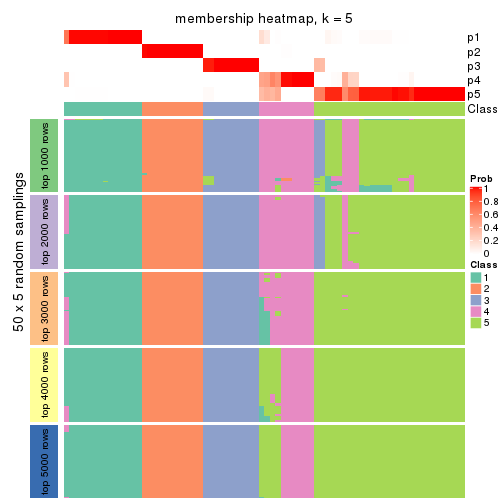 membership heatmap, k = 5
p1
p2
p3
p4
p5
Class
50 x 5 random samplings
top 1000 rows
top 2000 rows
top 3000 rows
top 4000 rows
top 5000 rows
Prob
1
0.8
0.6
0.4
0.2
0
Class
1
2
3
4
5